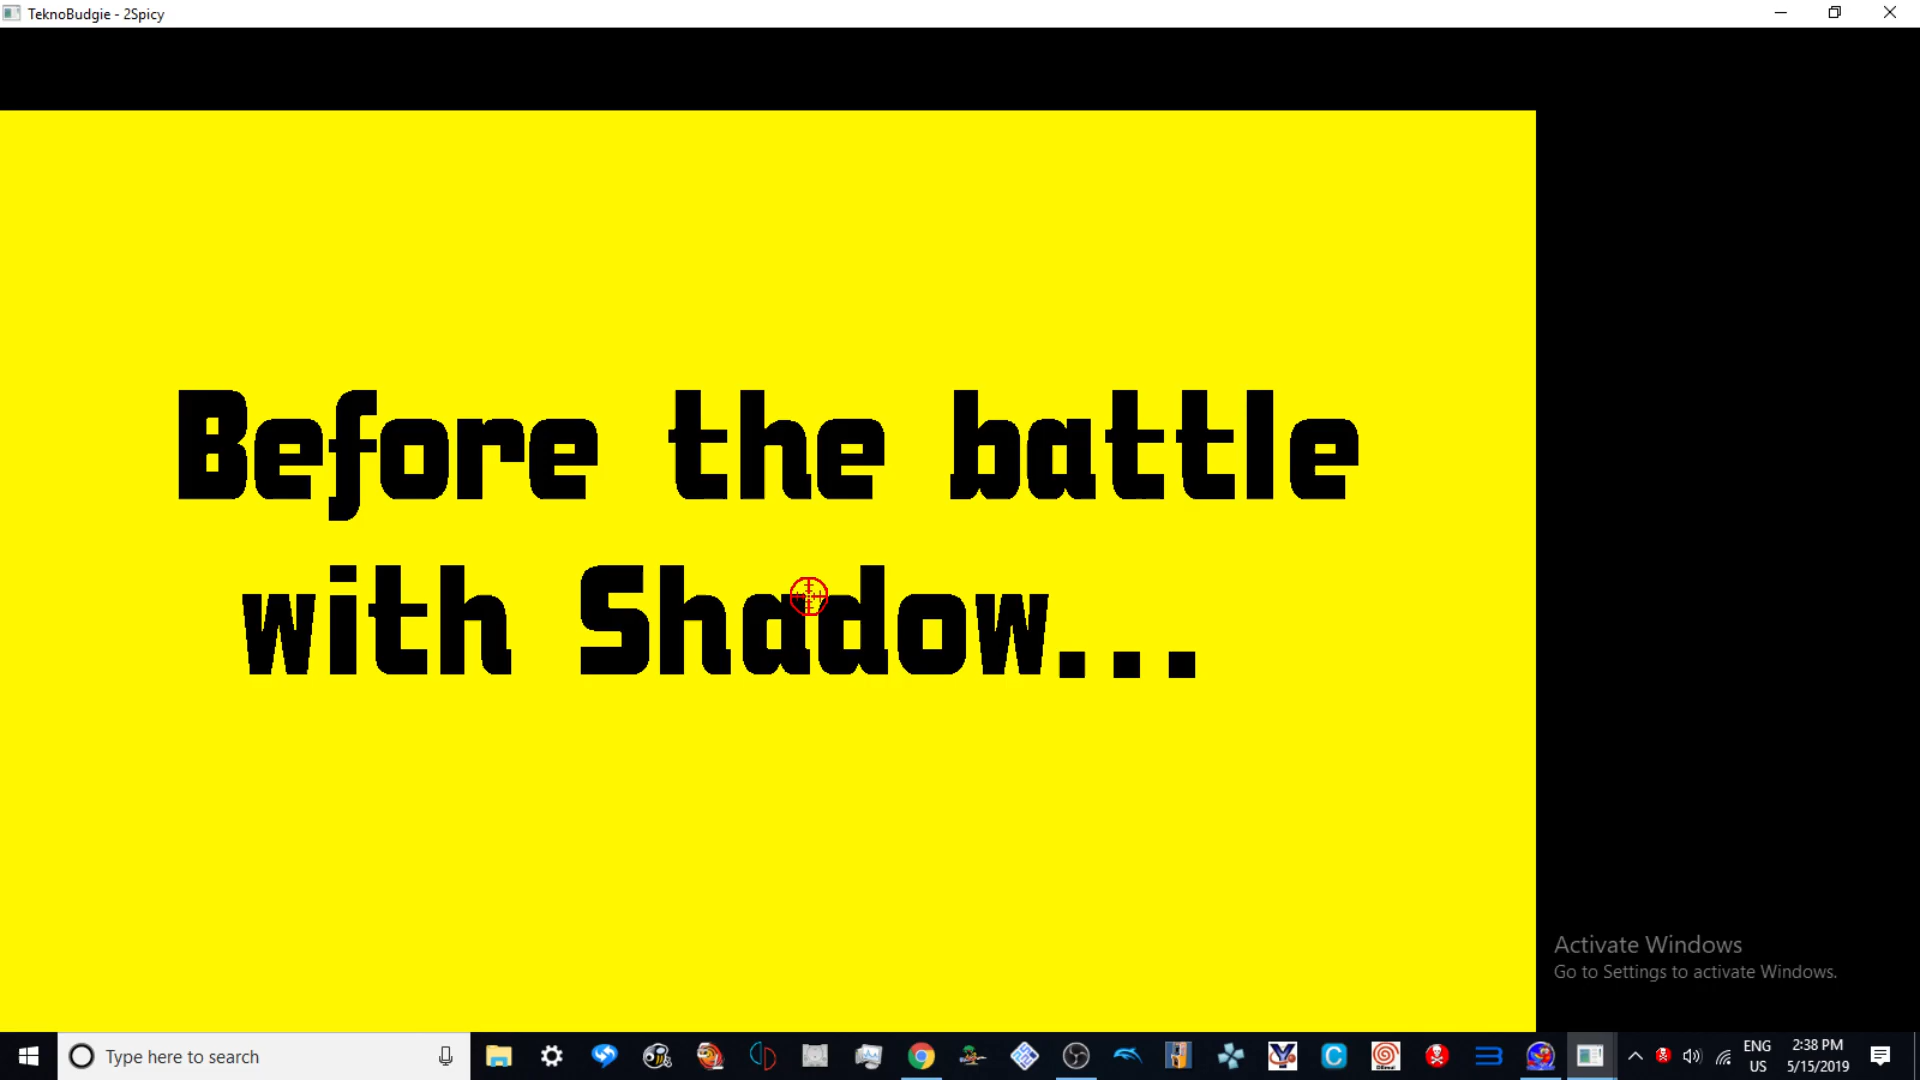 TeknoBudgie - 2Spicy
Before the battle
with Shadow...
Activate Windows
Go to Settings to activate Windows.
Type here to search
ENG
US
2:38 PM
5/15/2019